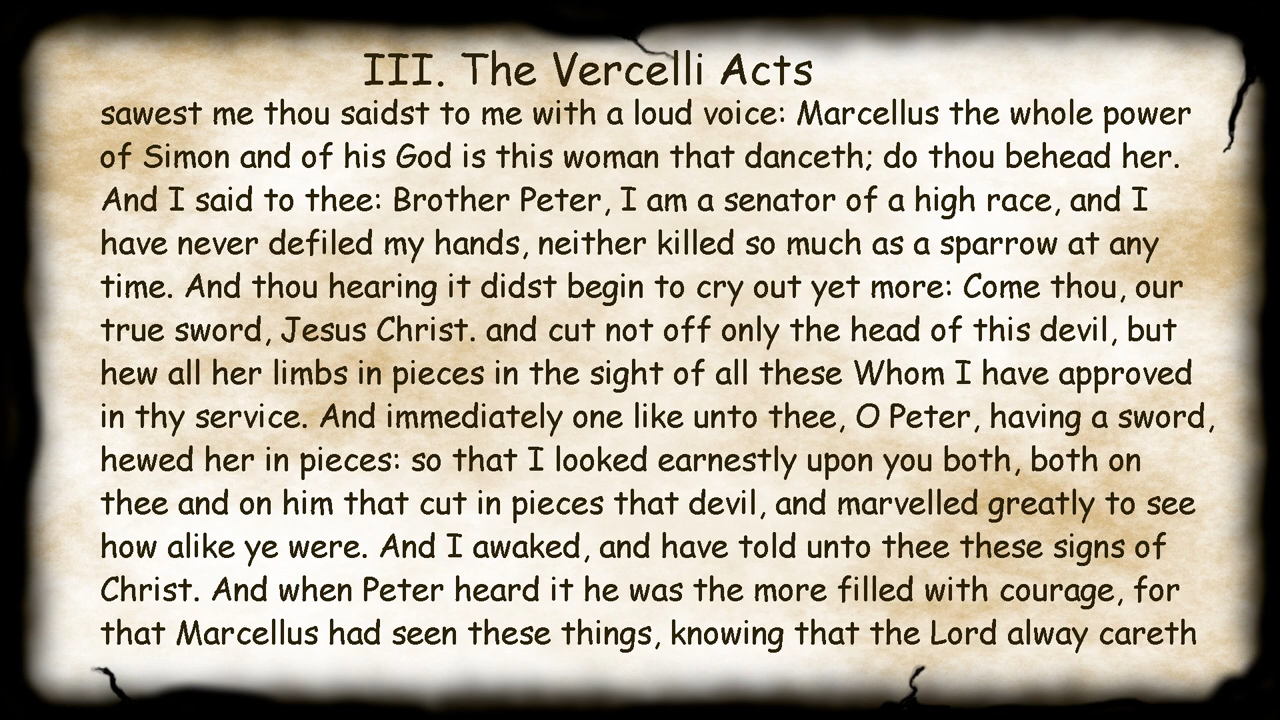 III. The Vercelli Acts
sawest me thou saidst to me with a loud voice: Marcellus the whole power
of Simon and of his God is this woman that danceth; do thou behead her.
And I said to thee: Brother Peter, I am a senator of a high race, and I
have never defiled my hands, neither killed so much as a sparrow at any
time. And thou hearing it didst begin to cry out yet more: Come thou, our
true sword, Jesus Christ. and cut not off only the head of this devil, but
hew all her limbs in pieces in the sight of all these Whom I have approved
in thy service. And immediately one like unto thee, O Peter, having a sword,
hewed her in pieces: so that I looked earnestly upon you both, both on
thee and on him that cut in pieces that devil, and marvelled greatly to see
how alike ye were. And I awaked, and have told unto thee these signs of
Christ. And when Peter heard it he was the more filled with courage, for
that Marcellus had seen these things, knowing that the Lord alway careth